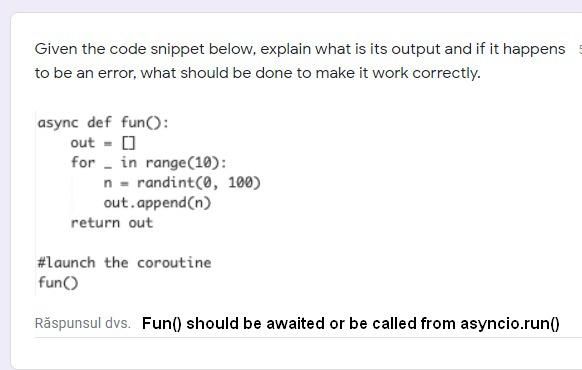 Given the code snippet below, explain what is its output and if it happens
to be an error, what should be done to make it work correctly.
async def fun():
    out = []
    for _ in range(10):
        n = randint(0, 100)
        out.append(n)
    return out
#launch the coroutine
fun()
Răspunsul dvs. Fun() should be awaited or be called from asyncio.run()